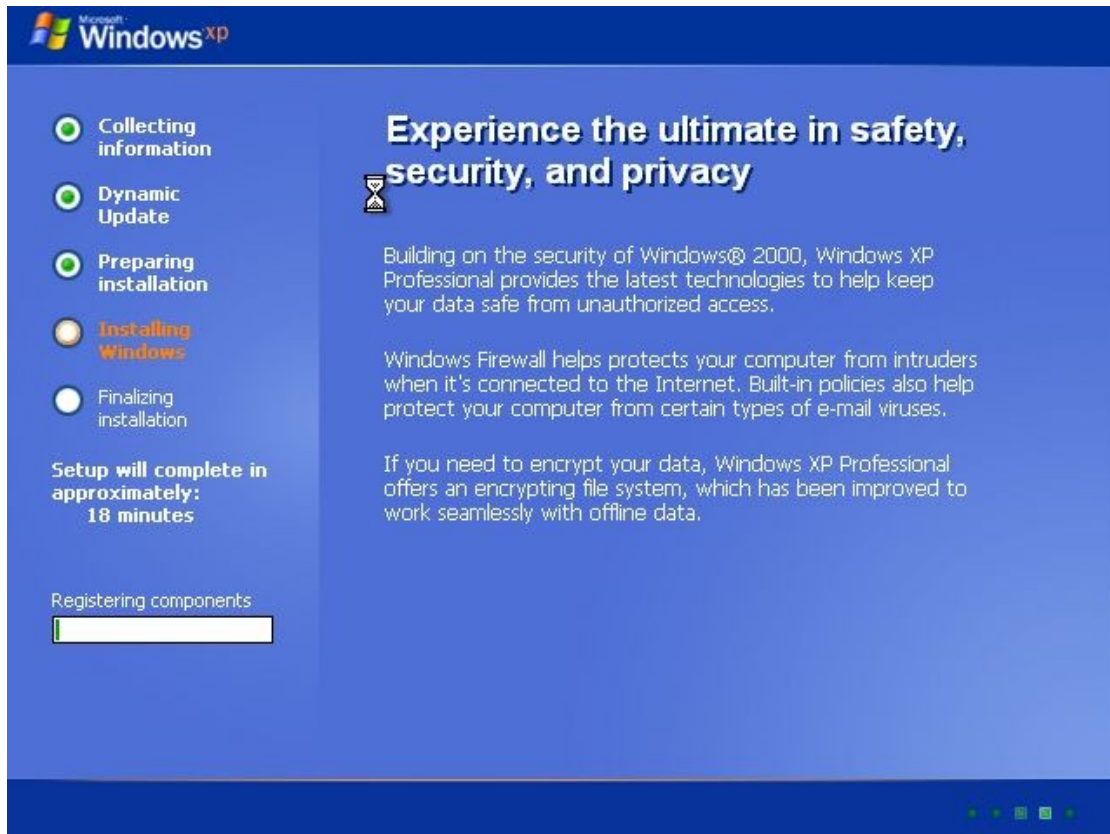 Microsoft
Windows xp
Collecting
information
Dynamic
Update
Preparing
installation
Installing
Windows
Finalizing
installation
Setup will complete in
approximately:
18 minutes
Registering components
Experience the ultimate in safety,
security, and privacy
Building on the security of Windows® 2000, Windows XP
Professional provides the latest technologies to help keep
your data safe from unauthorized access.
Windows Firewall helps protects your computer from intruders
when it's connected to the Internet. Built-in policies also help
protect your computer from certain types of e-mail viruses.
If you need to encrypt your data, Windows XP Professional
offers an encrypting file system, which has been improved to
work seamlessly with offline data.